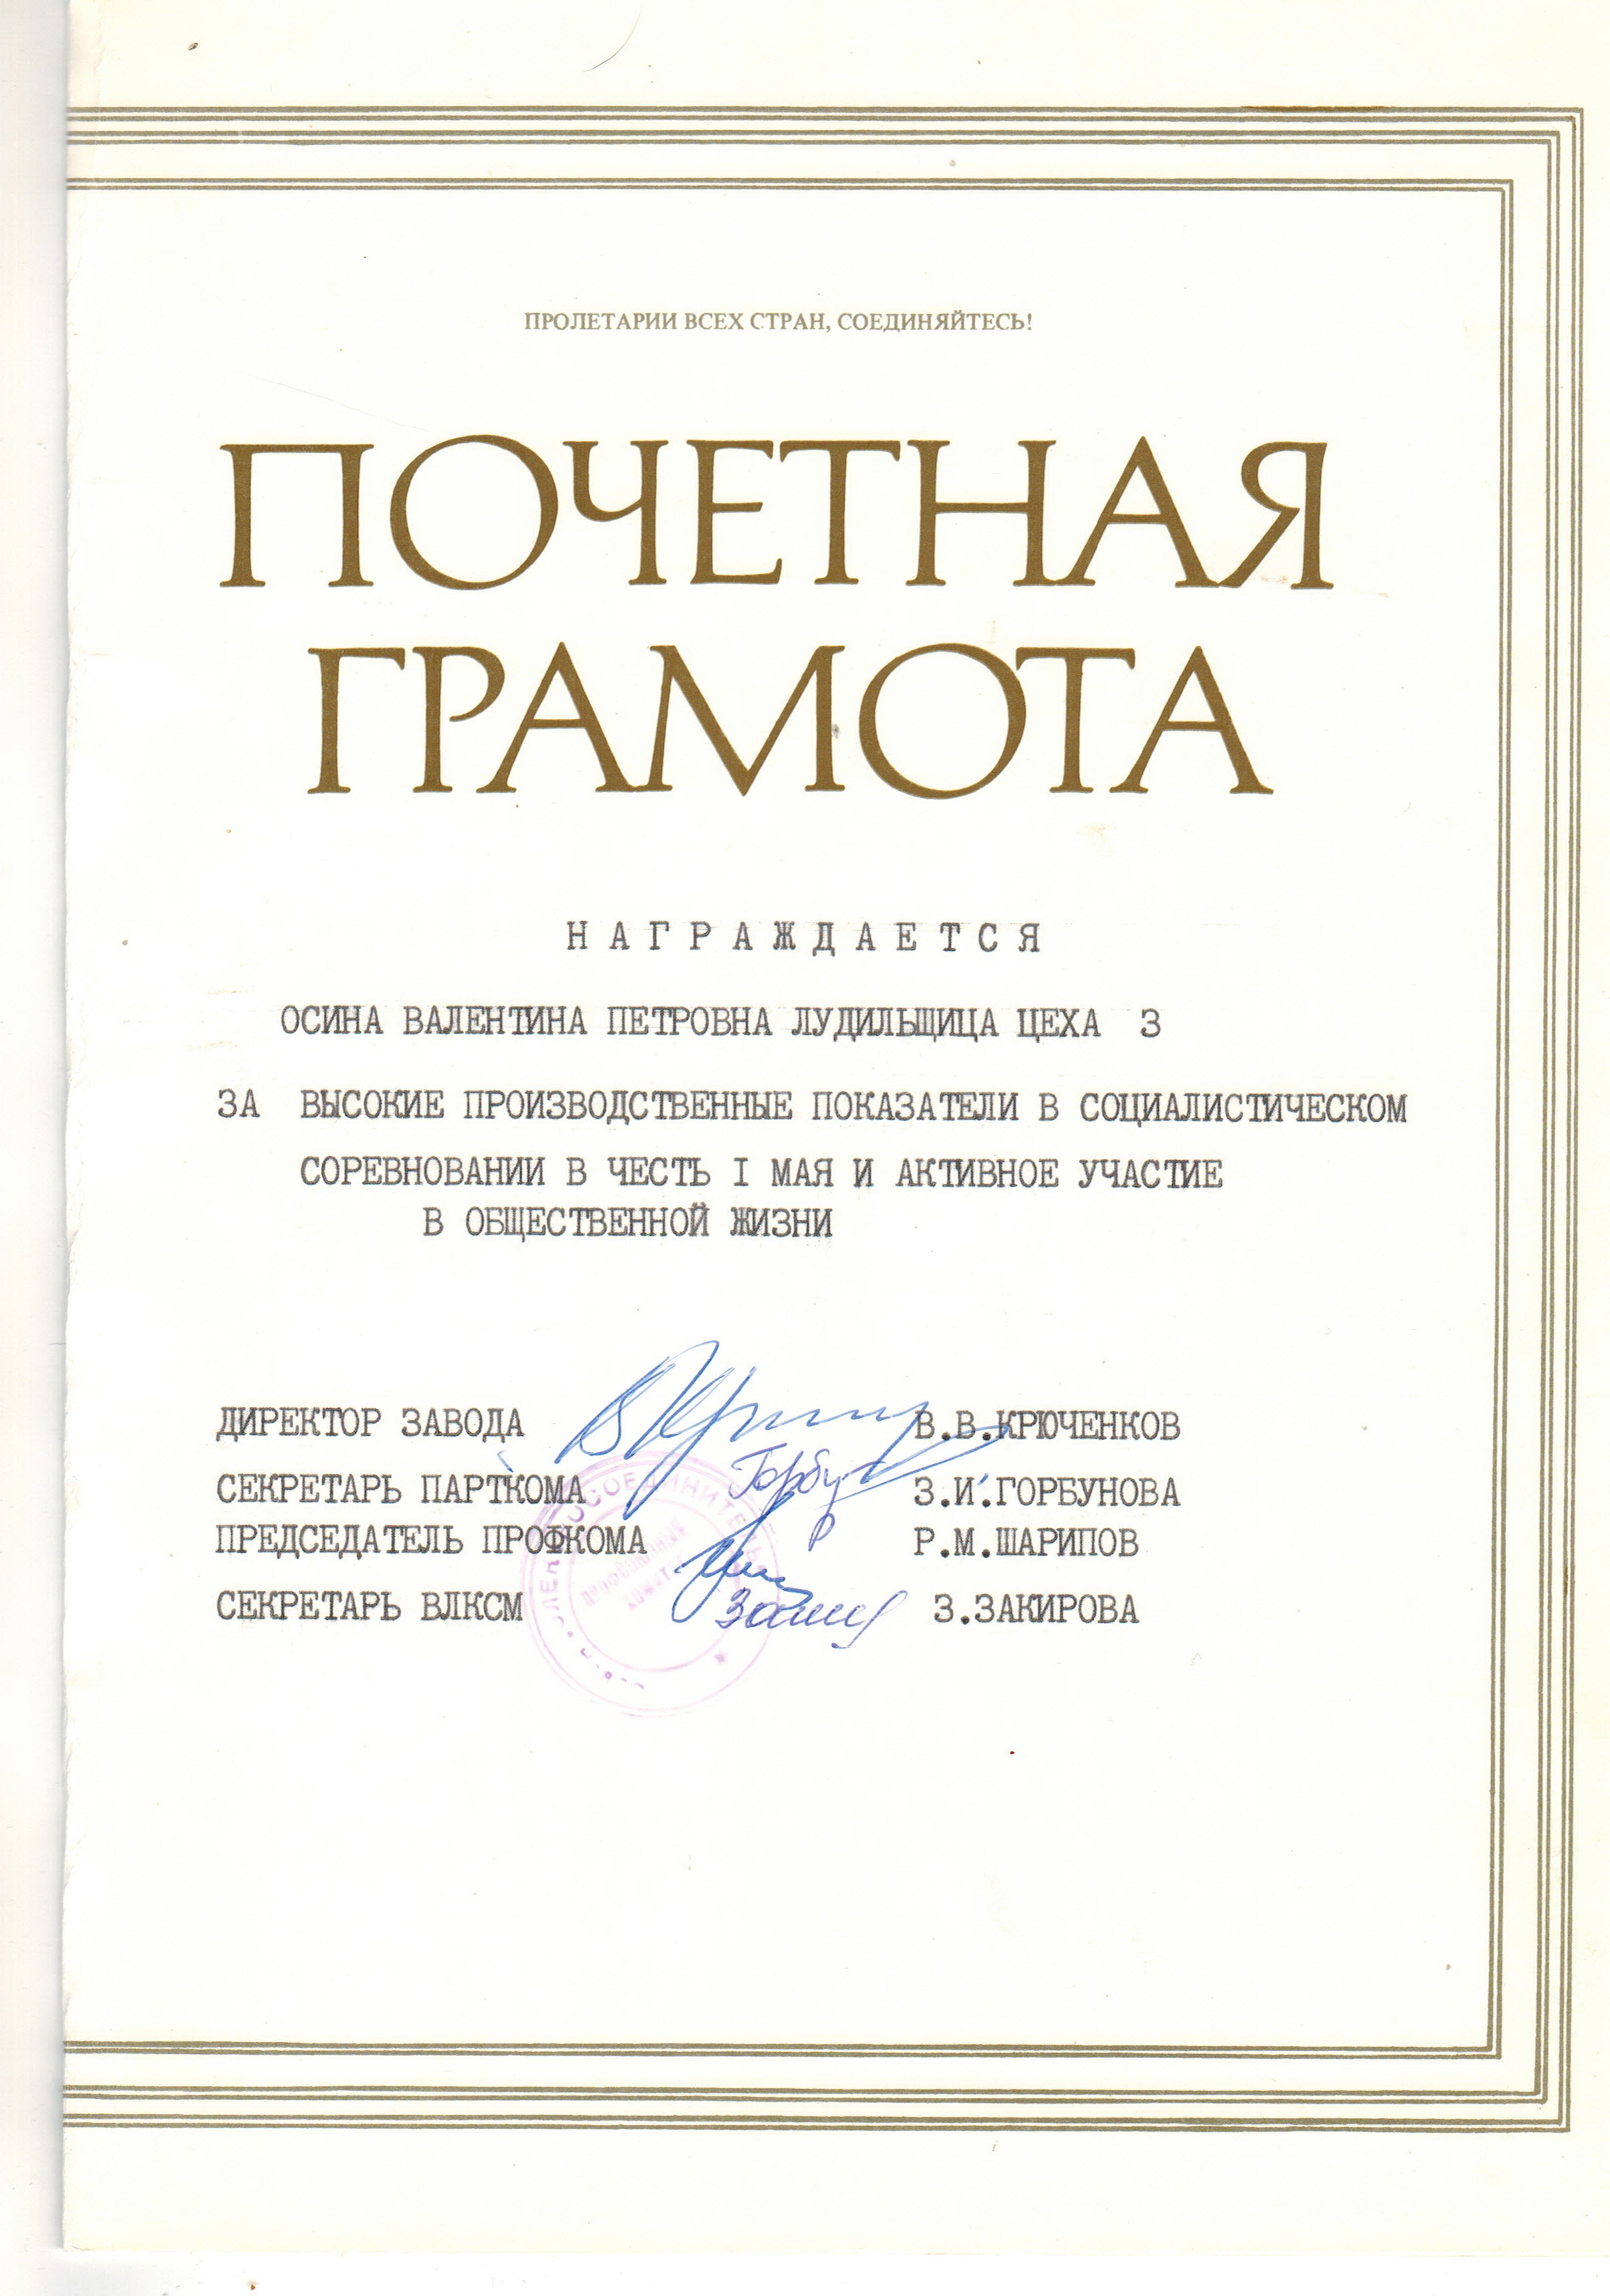 ПРОЛЕТАРИИ ВСЕХ СТРАН, СОЕДИНЯЙТЕСЬ!
ПОЧЕТНАЯ
ГРАМОТА
НАГРАЖДАЕТСЯ
ОСИНА ВАЛЕНТИНА ПЕТРОВНА ЛУДИЛЬЩИЦА ЦЕХА 3
ЗА ВЫСОКИЕ ПРОИЗВОДСТВЕННЫЕ ПОКАЗАТЕЛИ В СОЦИАЛИСТИЧЕСКОМ
СОРЕВНОВАНИИ В ЧЕСТЬ I МАЯ И АКТИВНОЕ УЧАСТИЕ
В ОБЩЕСТВЕННОЙ ЖИЗНИ
ДИРЕКТОР ЗАВОДА В.В.КРЮЧЕНКОВ
СЕКРЕТАРЬ ПАРТКОМА З.И.ГОРБУНОВА
ПРЕДСЕДАТЕЛЬ ПРОФКОМА Р.М.ШАРИПОВ
СЕКРЕТАРЬ ВЛКСМ З.ЗАКИРОВА